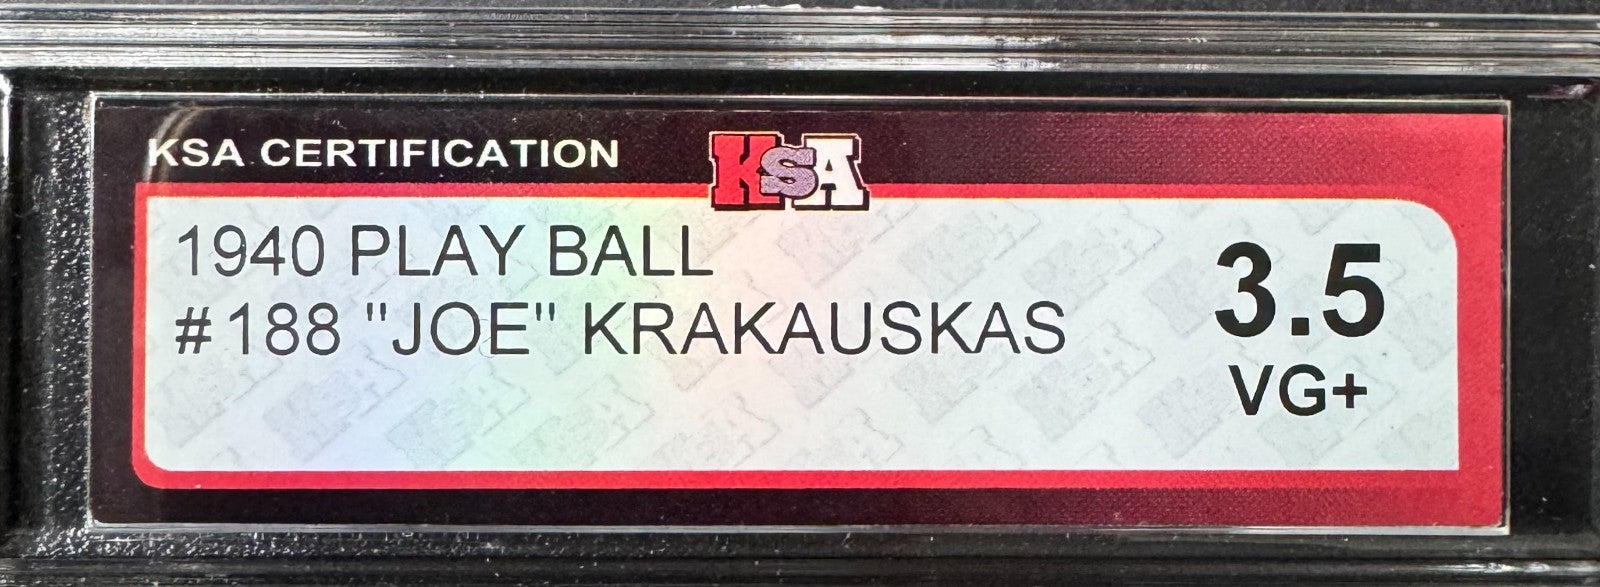 KSA CERTIFICATION
KSA
1940 PLAY BALL
#188 "JOE" KRAKAUSKAS
3.5
VG+